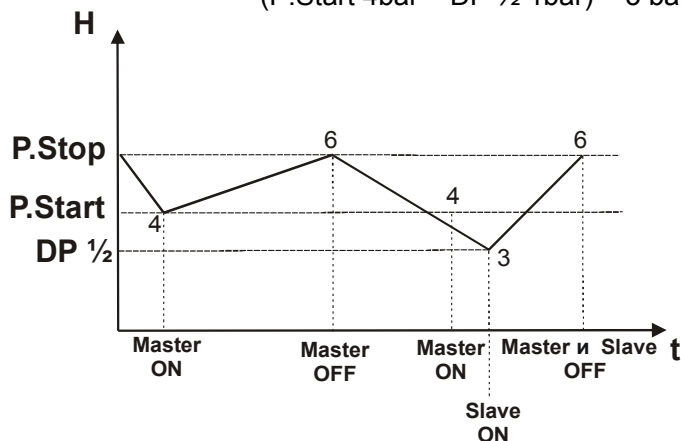 H
P.Stop
P.Start
DP ½
6
6
4
4
3
Master
ON
Master
OFF
Master
ON
Master и Slave
OFF
t
Slave
ON